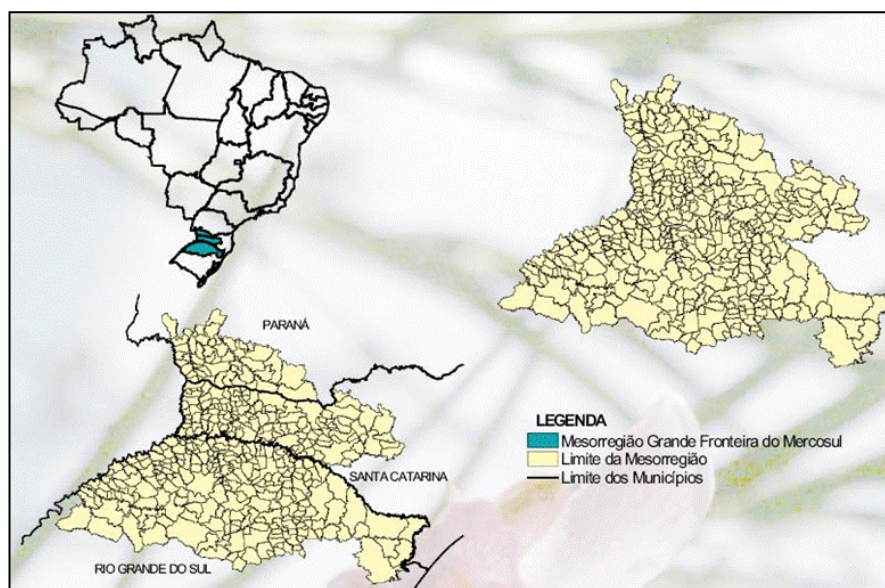 PARANÁ
LEGENDA
Mesorregião Grande Fronteira do Mercosul
Limite da Mesorregião
Limite dos Municípios
SANTA CATARINA
RIO GRANDE DO SUL